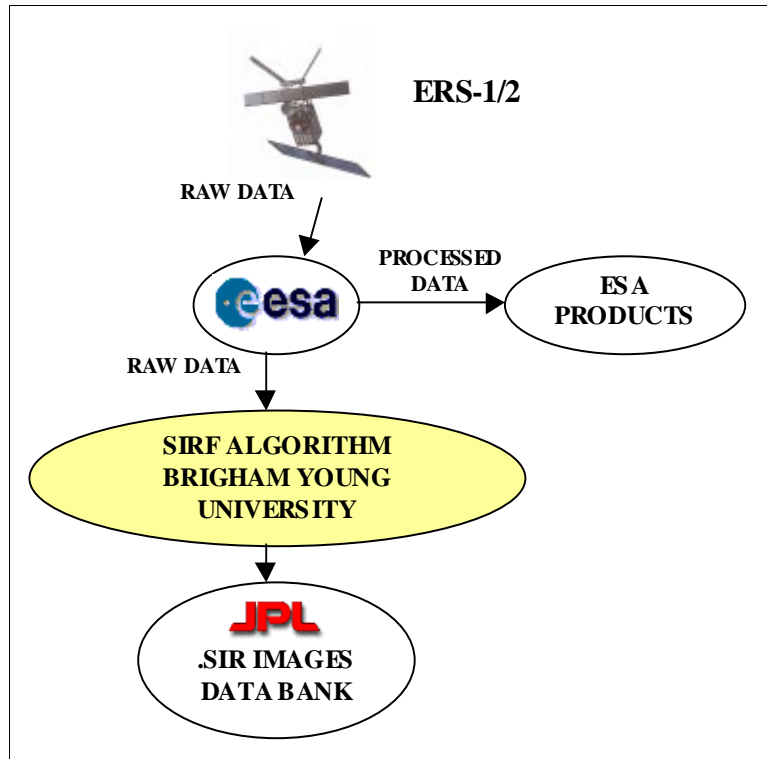 ERS-1/2
RAW DATA
PROCESSED
DATA
esa
ESA
PRODUCTS
RAW DATA
SIRF ALGORITHM
BRIGHAM YOUNG
UNIVERSITY
JPL
.SIR IMAGES
DATA BANK